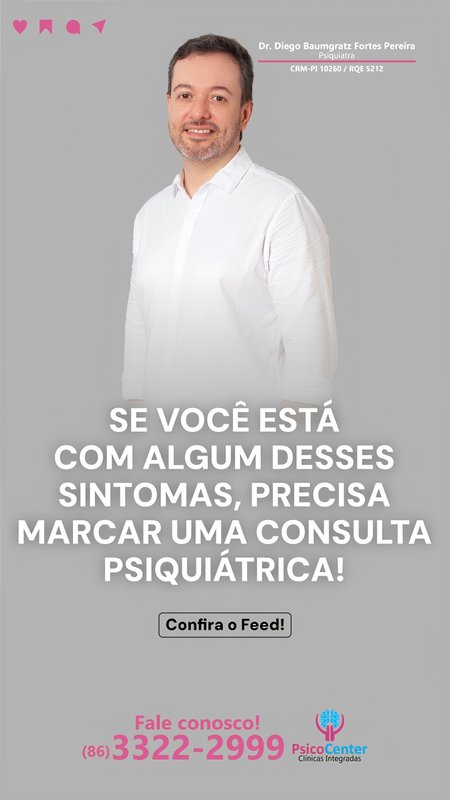 Dr. Diego Baumgratz Fortes Pereira
Psiquiatra
CRM-PI 10260 / RQE 5212
SE VOCÊ ESTÁ
COM ALGUM DESSES
SINTOMAS, PRECISA
MARCAR UMA CONSULTA
PSIQUIÁTRICA!
Confira o Feed!
Fale conosco!
(86) 3322-2999
PsicoCenter
Clínicas Integradas